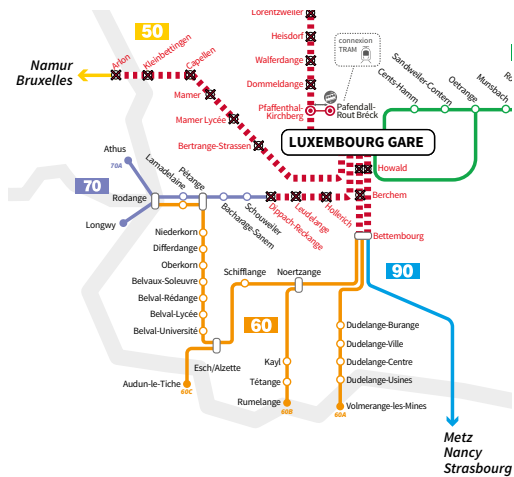 Lorentzweiler
Heisdorf
Walferdange
Dommeldange
Pfaffenthal-
Kirchberg
Pafendall-
Rout Bréck
connexion
TRAM
50
Arlon
Kleinbettingen
Capellen
Mamer
Mamer Lycée
Bertrange-Strassen
Namur
Bruxelles
LUXEMBOURG GARE
Sandweiler-Contern
Cents-Hamm
Oetrange
Munsbach
Howald
Berchem
Bettembourg
Athus
70A
70
Lamadelaine
Pétange
Rodange
Longwy
Bascharage-Sanem
Schouweiler
Dippach-Reckange
Leudelange
Hollerich
Niederkorn
Differdange
Oberkorn
Belvaux-Soleuvre
Belval-Rédange
Belval-Lycée
Belval-Université
Schifflange
Noertzange
90
60
Esch/Alzette
Audun-le-Tiche
60C
Kayl
Tétange
Rumelange
60B
Dudelange-Burange
Dudelange-Ville
Dudelange-Centre
Dudelange-Usines
Volmerange-les-Mines
60A
Metz
Nancy
Strasbourg